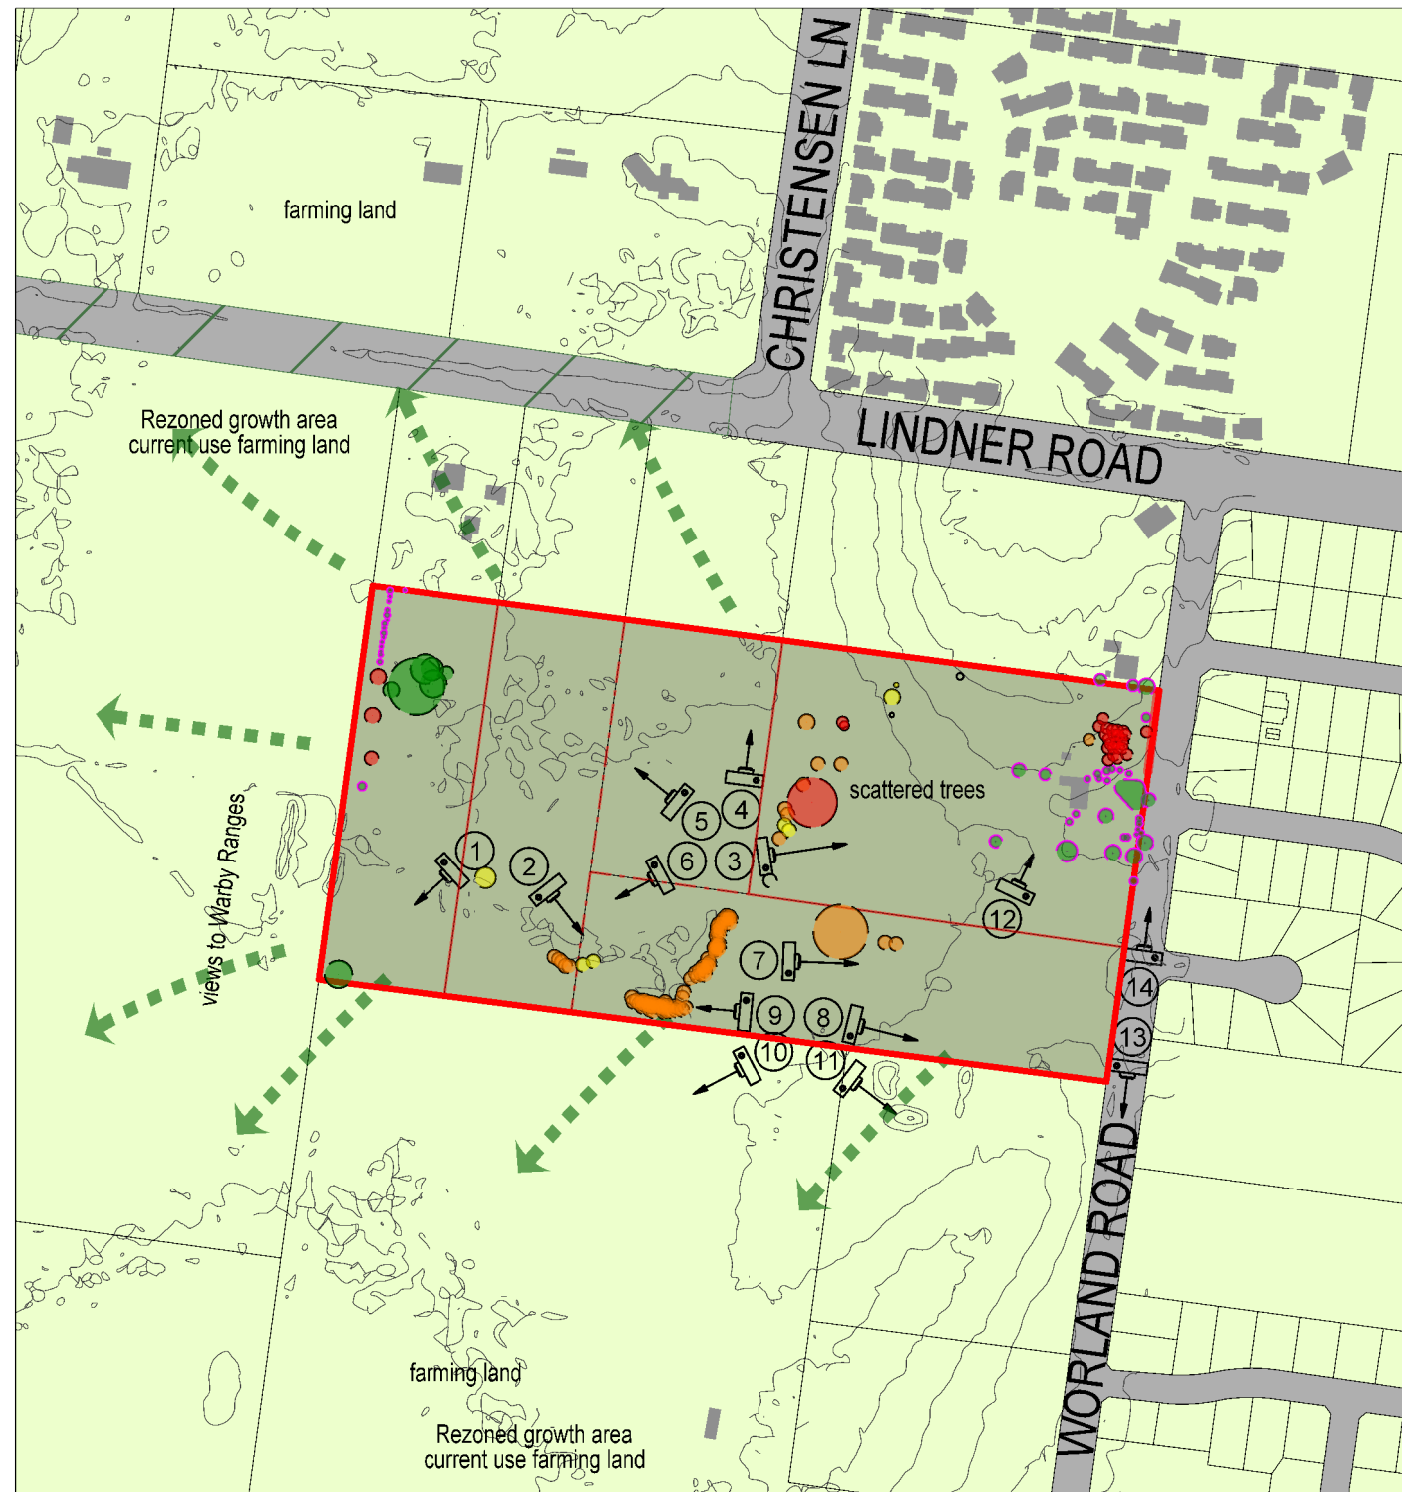 CHRISTENSEN LN
farming land
Rezoned growth area
current use farming land
LINDNER ROAD
scattered trees
views to Warby Ranges
5
4
1
2
6
3
12
7
14
9
8
13
10
11
WORLAND ROAD
farming land
Rezoned growth area
current use farming land